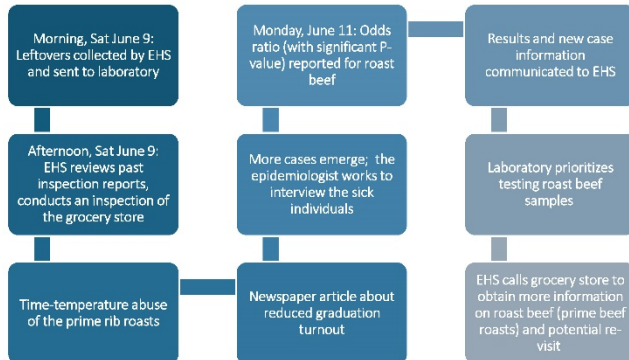 Morning, Sat June 9:
Leftovers collected by EHS
and sent to laboratory
Afternoon, Sat June 9:
EHS reviews past
inspection reports,
conducts an inspection of
the grocery store
Time-temperature abuse
of the prime rib roasts
Newspaper article about
reduced graduation
turnout
More cases emerge; the
epidemiologist works to
interview the sick
individuals
Monday, June 11: Odds
ratio (with significant P-
value) reported for roast
beef
Results and new case
information
communicated to EHS
Laboratory prioritizes
testing roast beef
samples
EHS calls grocery store to
obtain more information
on roast beef (prime beef
roasts) and potential re-
visit